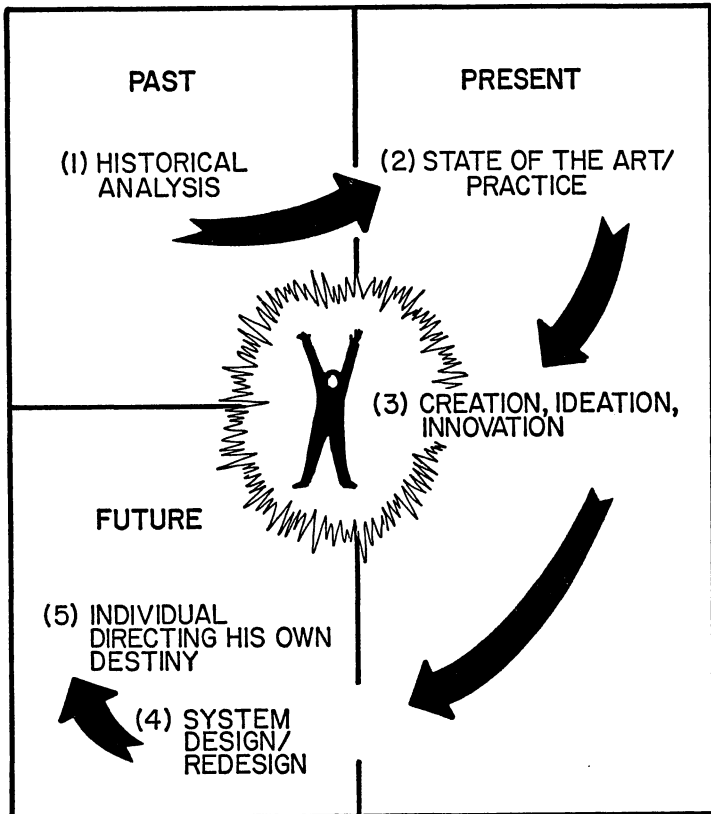 PAST
(1) HISTORICAL
ANALYSIS
PRESENT
(2) STATE OF THE ART/
PRACTICE
(3) CREATION, IDEATION,
INNOVATION
FUTURE
(4) SYSTEM
DESIGN/
REDESIGN
(5) INDIVIDUAL
DIRECTING HIS OWN
DESTINY